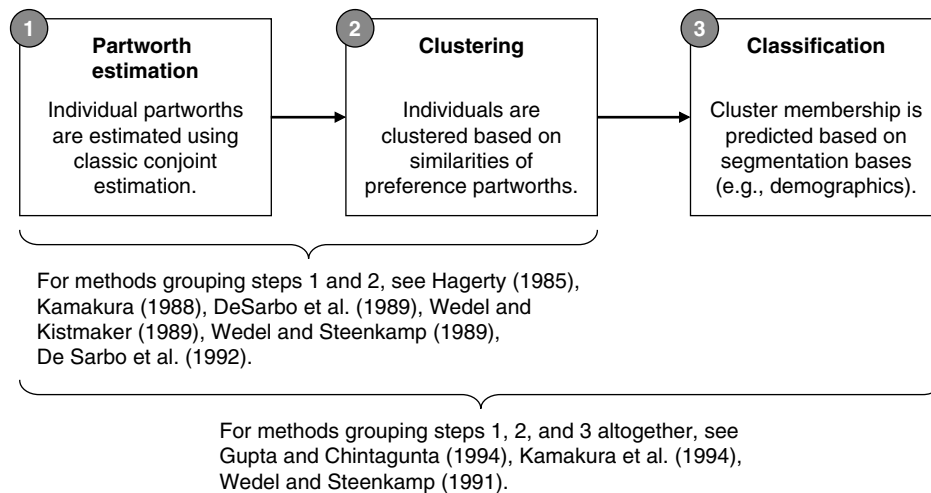 1
Partworth
estimation
Individual partworths
are estimated using
classic conjoint
estimation.
2
Clustering
Individuals are
clustered based on
similarities of
preference partworths.
3
Classification
Cluster membership is
predicted based on
segmentation bases
(e.g., demographics).
For methods grouping steps 1 and 2, see Hagerty (1985),
Kamakura (1988), DeSarbo et al. (1989), Wedel and
Kistmaker (1989), Wedel and Steenkamp (1989),
De Sarbo et al. (1992).
For methods grouping steps 1, 2, and 3 altogether, see
Gupta and Chintagunta (1994), Kamakura et al. (1994),
Wedel and Steenkamp (1991).